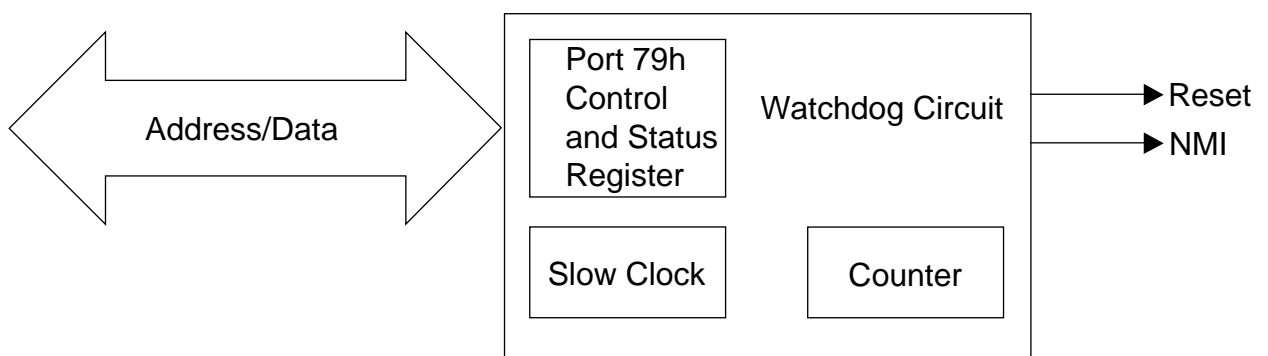 Address/Data
Port 79h
Control
and Status
Register
Watchdog Circuit
Reset
NMI
Slow Clock
Counter